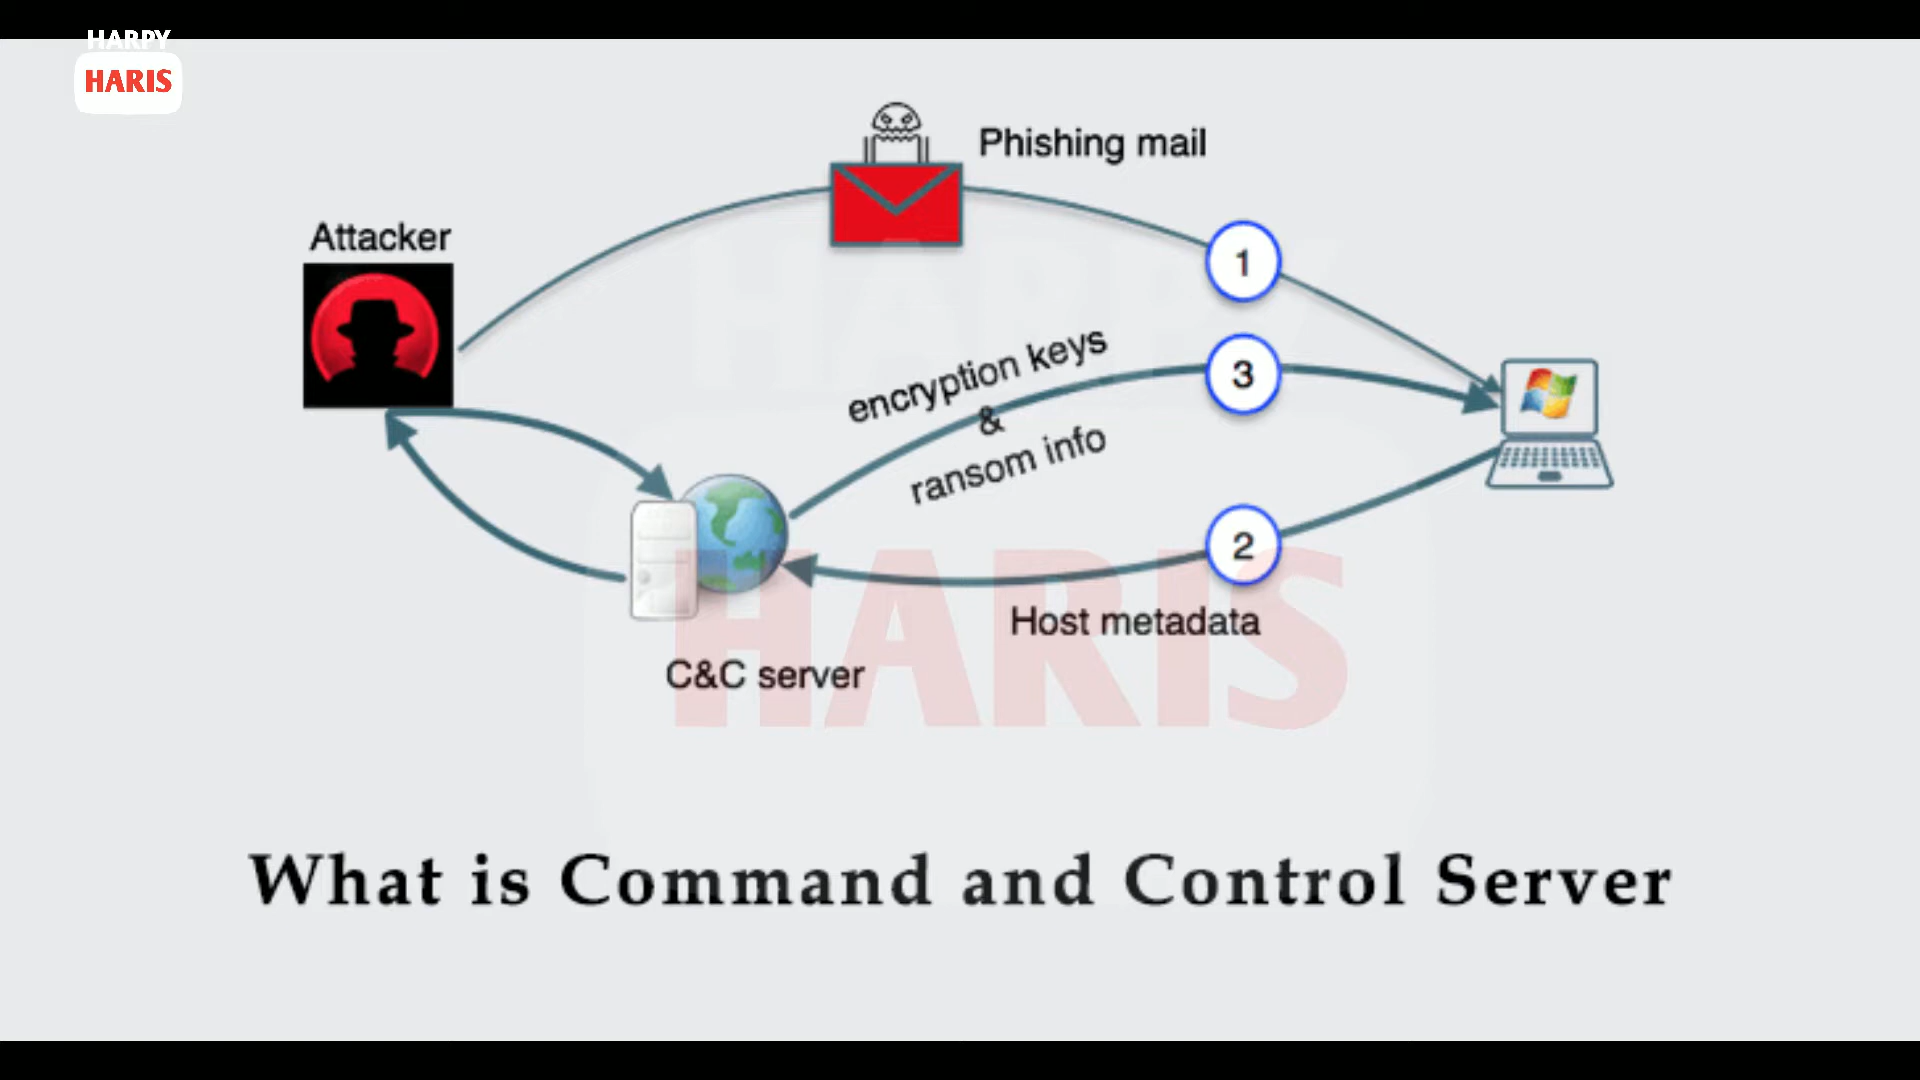 HARPY
HARIS
Phishing mail
Attacker
1
encryption keys
&
ransom info
3
2
Host metadata
C&C server
HAPPY
HARIS
What is Command and Control Server